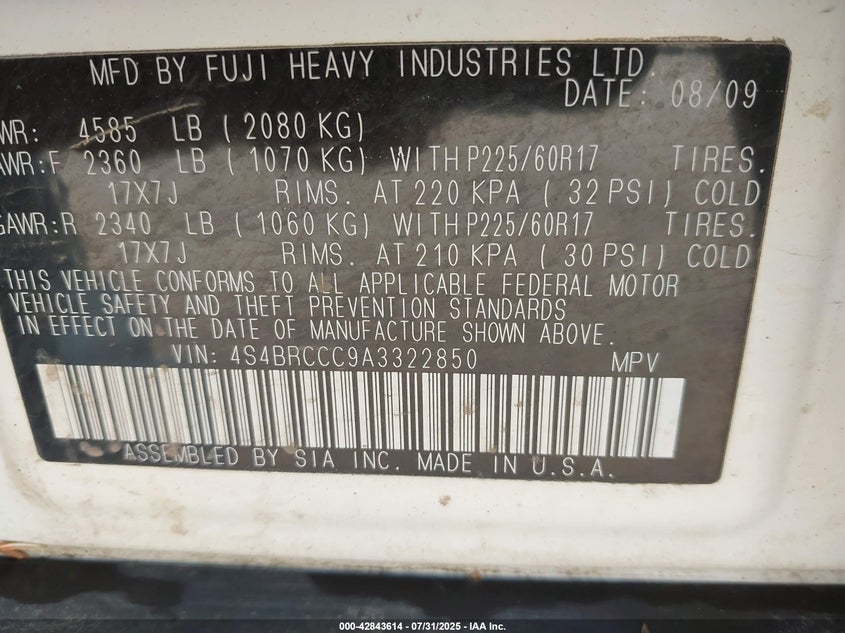 MFD BY FUJI HEAVY INDUSTRIES LTD.
DATE: 08/09
WR: 4585 LB (2080 KG)
AWR:F 2360 LB (1070 KG) WITH P225/60R17 TIRES.
17X7J RIMS. AT 220 KPA (32 PSI) COLD
GAWR:R 2340 LB (1060 KG) WITH P225/60R17 TIRES.
17X7J RIMS. AT 210 KPA (30 PSI) COLD
THIS VEHICLE CONFORMS TO ALL APPLICABLE FEDERAL MOTOR
VEHICLE SAFETY AND THEFT PREVENTION STANDARDS
IN EFFECT ON THE DATE OF MANUFACTURE SHOWN ABOVE.
VIN: 4S4BRCCC9A3322850 MPV
ASSEMBLED BY SIA INC. MADE IN U.S.A.
000-42843614 - 07/31/2025 - IAA Inc.